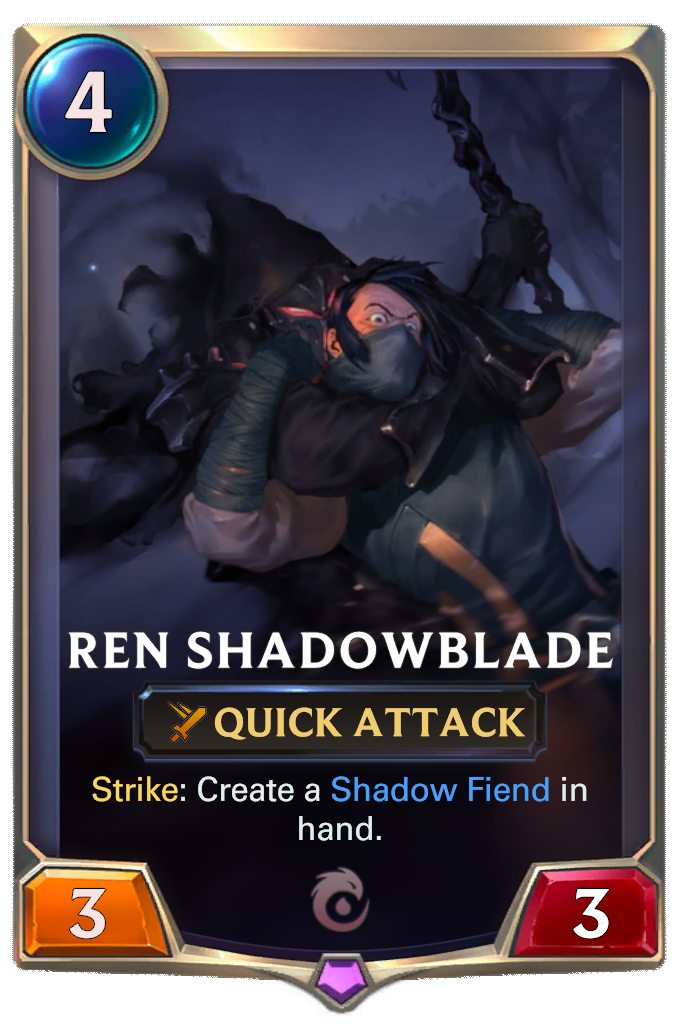 4
REN SHADOWBLADE
QUICK ATTACK
Strike: Create a Shadow Fiend in
hand.
3 3